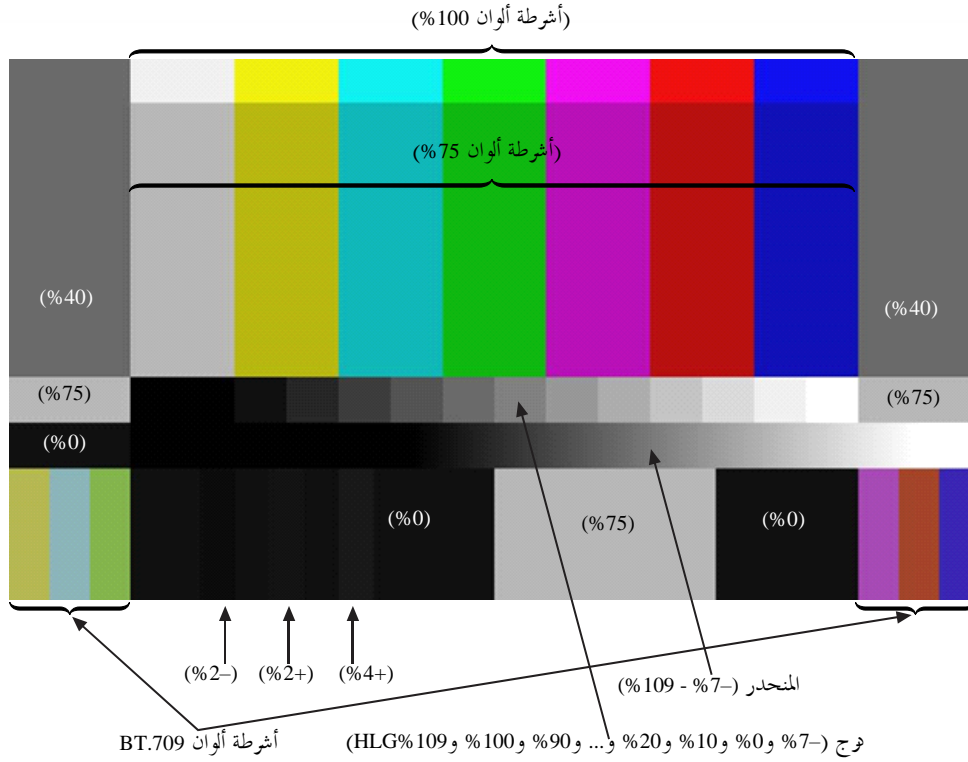 (أشرطة ألوان 100%)
(أشرطة ألوان 75%)
(%40)
(%40)
(%75)
(%75)
(%0)
(%0)
(%75)
(%0)
(%2–)
(%2+)
(%4+)
المنحدر (–7% - 109%)
أشرطة ألوان BT.709
درج (–7% و0% و10% و20% و... و90% و100% و109%HLG)